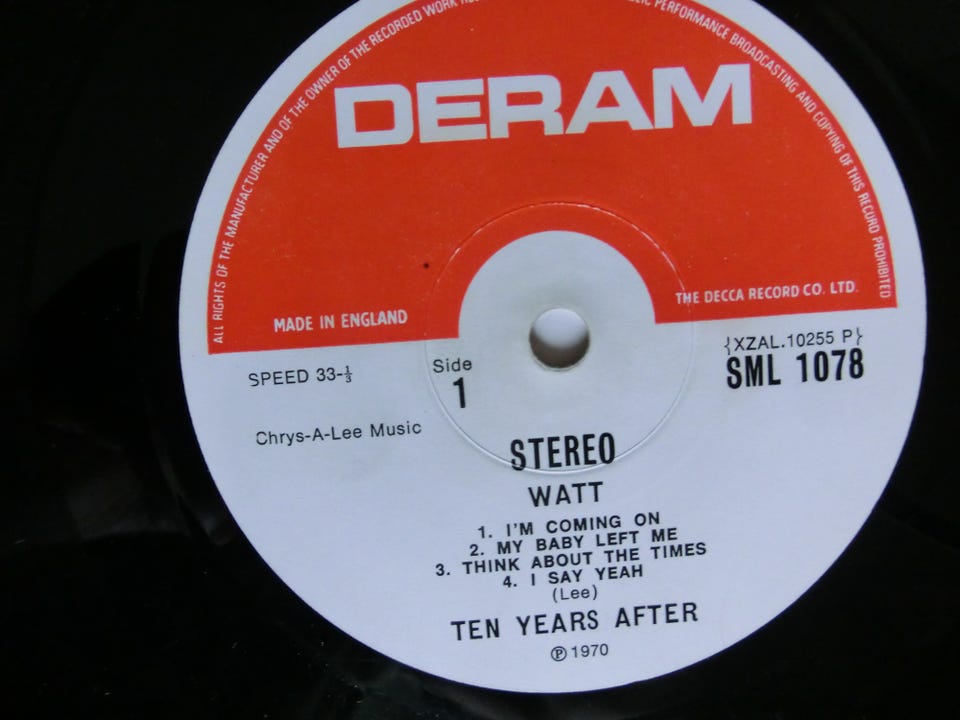 ALL RIGHTS OF THE MANUFACTURER AND OF THE OWNER OF THE RECORDED WORK
PERFORMANCE BROADCASTING AND COPYING OF THIS RECORD PROHIBITED
DERAM
MADE IN ENGLAND
THE DECCA RECORD CO. LTD.
SPEED 33-⅓
Side
1
{XZAL.10255 P}
SML 1078
Chrys-A-Lee Music
STEREO
WATT
1. I'M COMING ON
2. MY BABY LEFT ME
3. THINK ABOUT THE TIMES
4. I SAY YEAH
(Lee)
TEN YEARS AFTER
℗ 1970